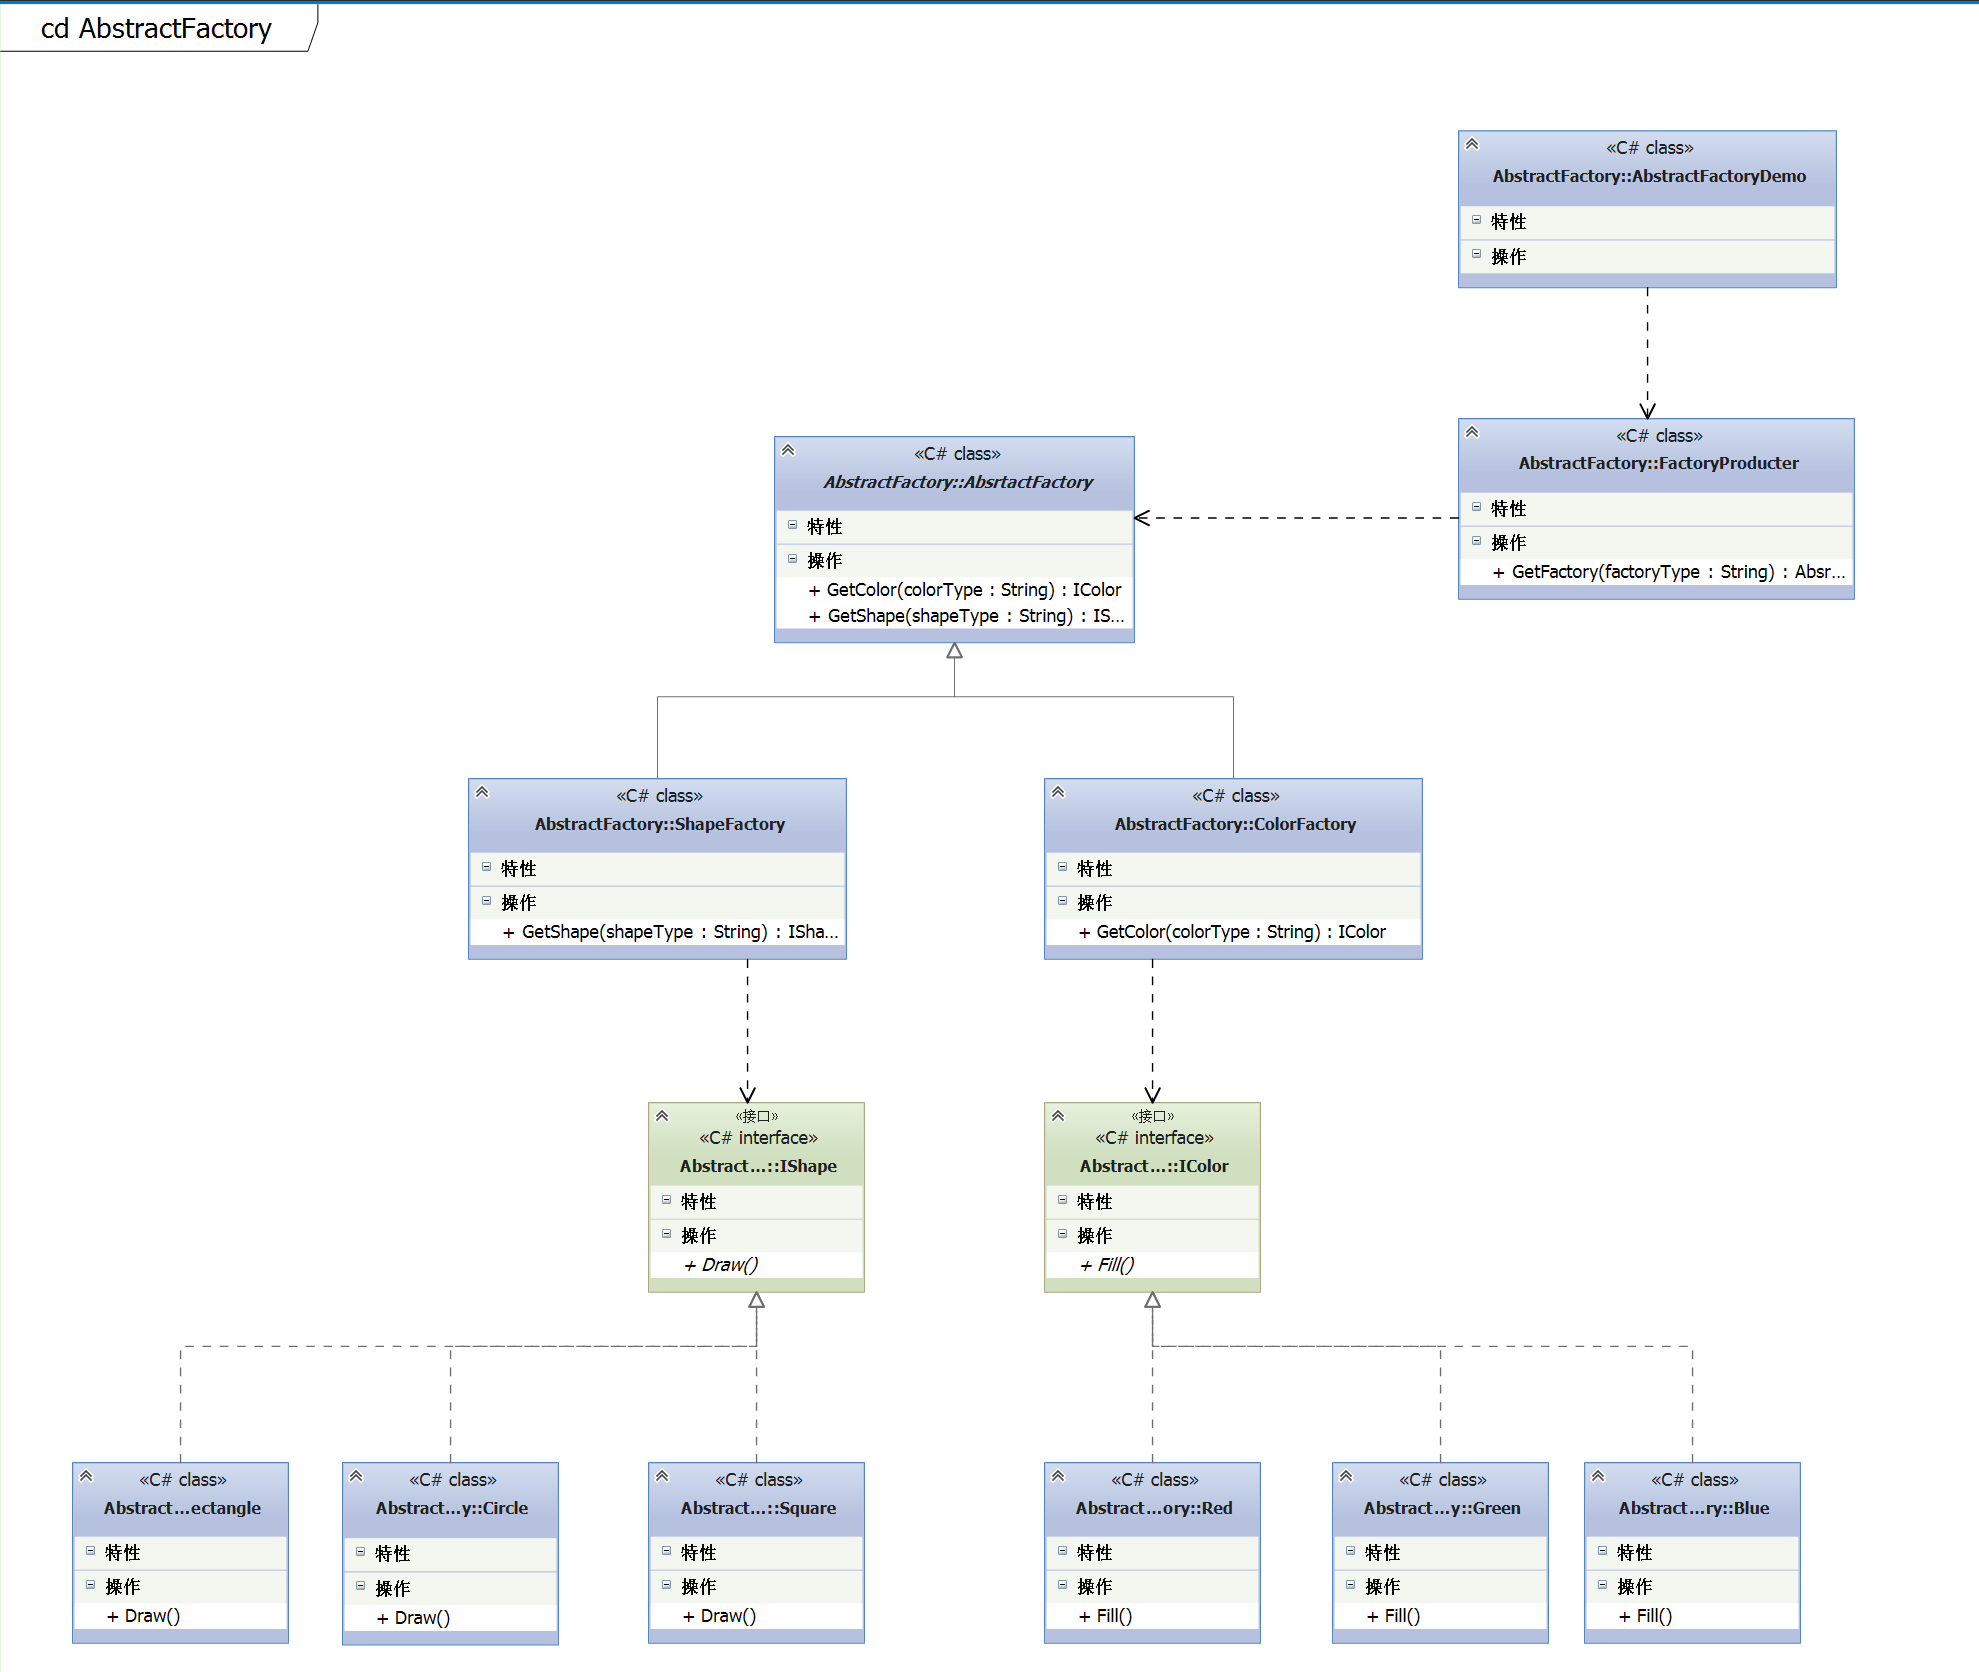 cd AbstractFactory
«C# class»
AbstractFactory::AbstractFactoryDemo
特性
操作
«C# class»
AbstractFactory::FactoryProducter
特性
操作
+ GetFactory(factoryType : String) : Absr...
«C# class»
AbstractFactory::AbsrtactFactory
特性
操作
+ GetColor(colorType : String) : IColor
+ GetShape(shapeType : String) : IS...
«C# class»
AbstractFactory::ShapeFactory
特性
操作
+ GetShape(shapeType : String) : ISha...
«C# class»
AbstractFactory::ColorFactory
特性
操作
+ GetColor(colorType : String) : IColor
«接口»
«C# interface»
Abstract...::IShape
特性
操作
+ Draw()
«接口»
«C# interface»
Abstract...::IColor
特性
操作
+ Fill()
«C# class»
Abstract...ectangle
特性
操作
+ Draw()
«C# class»
Abstract...y::Circle
特性
操作
+ Draw()
«C# class»
Abstract...::Square
特性
操作
+ Draw()
«C# class»
Abstract...ory::Red
特性
操作
+ Fill()
«C# class»
Abstract...y::Green
特性
操作
+ Fill()
«C# class»
Abstract...ry::Blue
特性
操作
+ Fill()